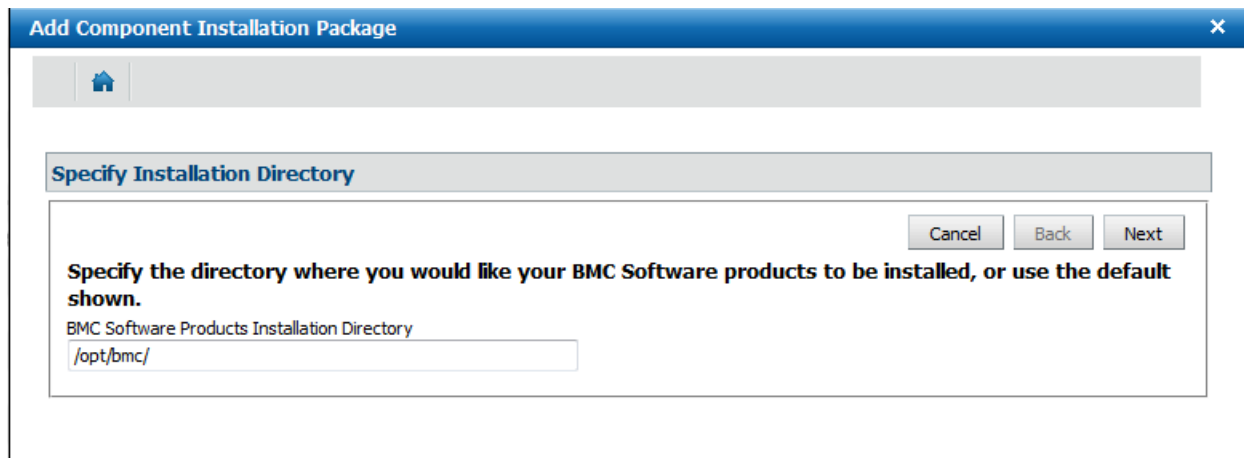 Add Component Installation Package
Specify Installation Directory
Cancel Back Next
Specify the directory where you would like your BMC Software products to be installed, or use the default
shown.
BMC Software Products Installation Directory
/opt/bmc/